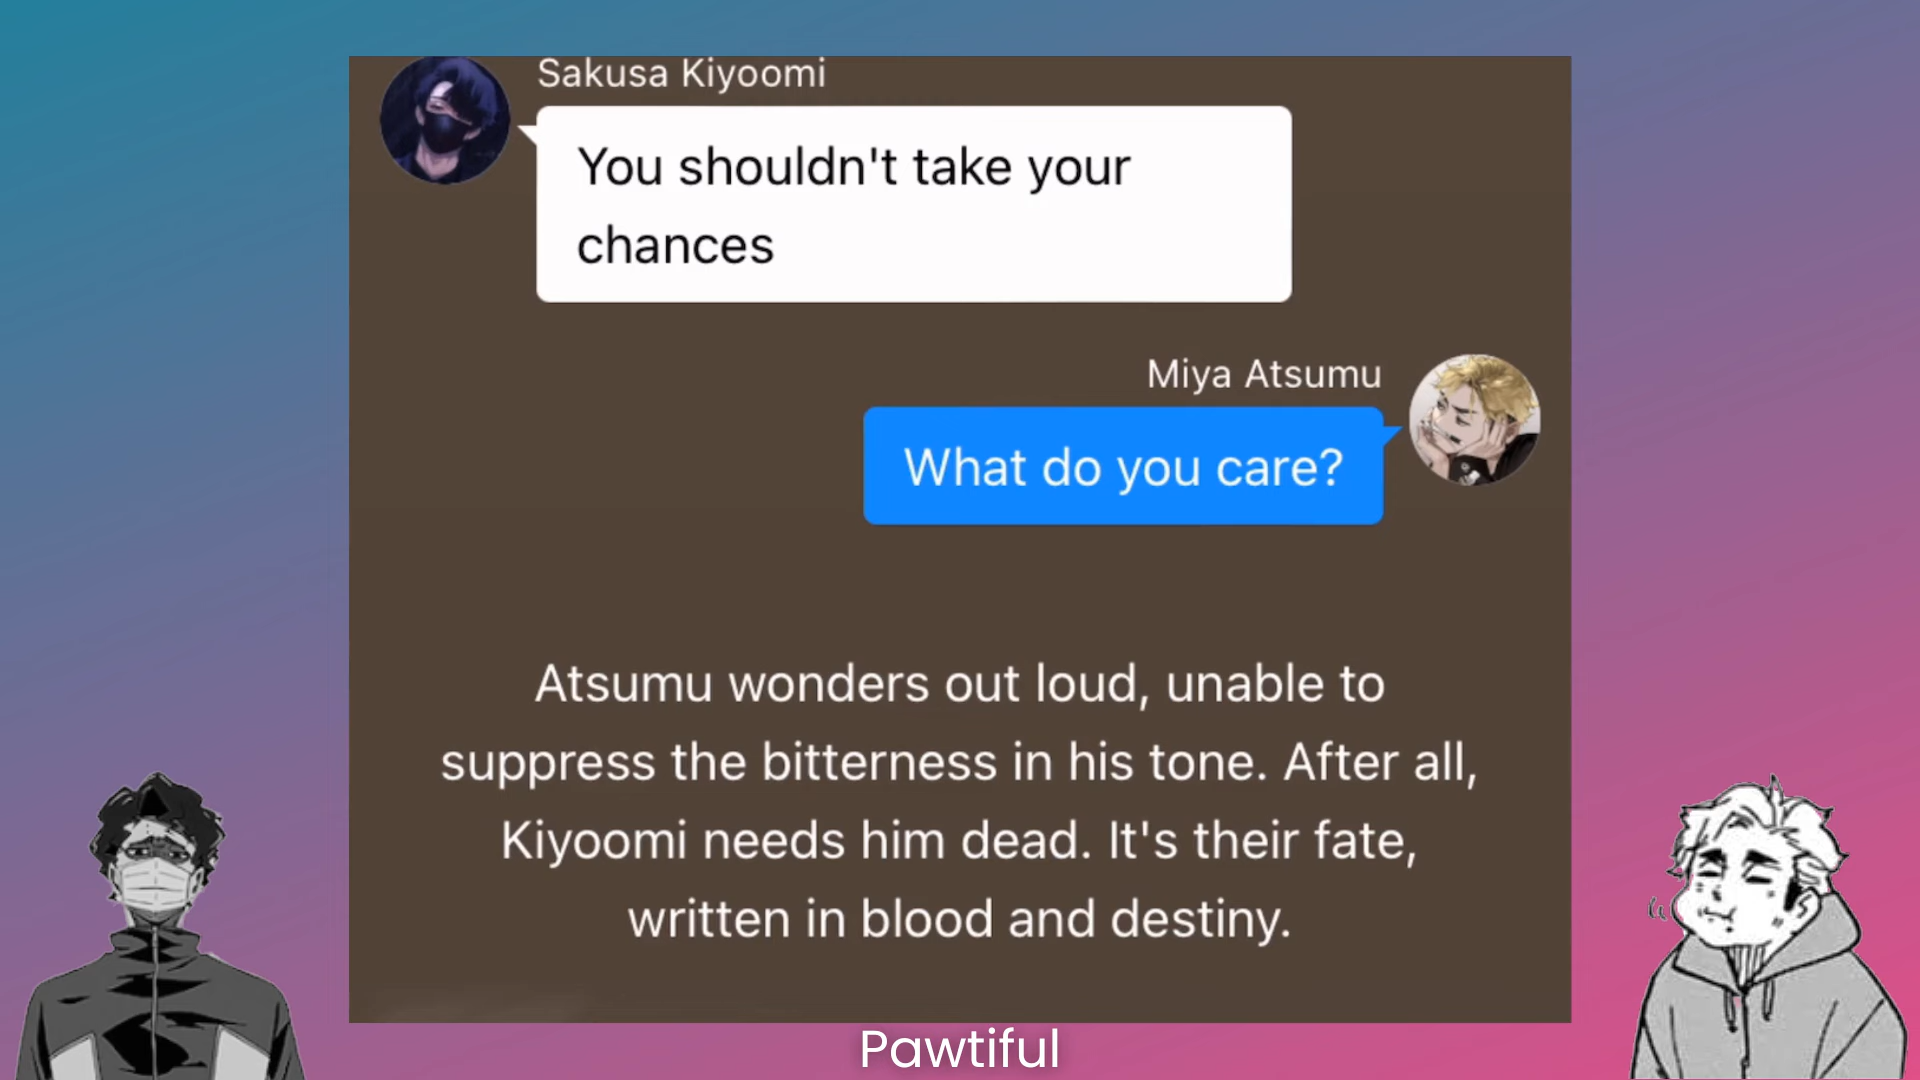 Sakusa Kiyoomi
You shouldn't take your
chances
Miya Atsumu
What do you care?
Atsumu wonders out loud, unable to
suppress the bitterness in his tone. After all,
Kiyoomi needs him dead. It's their fate,
written in blood and destiny.
Pawtiful